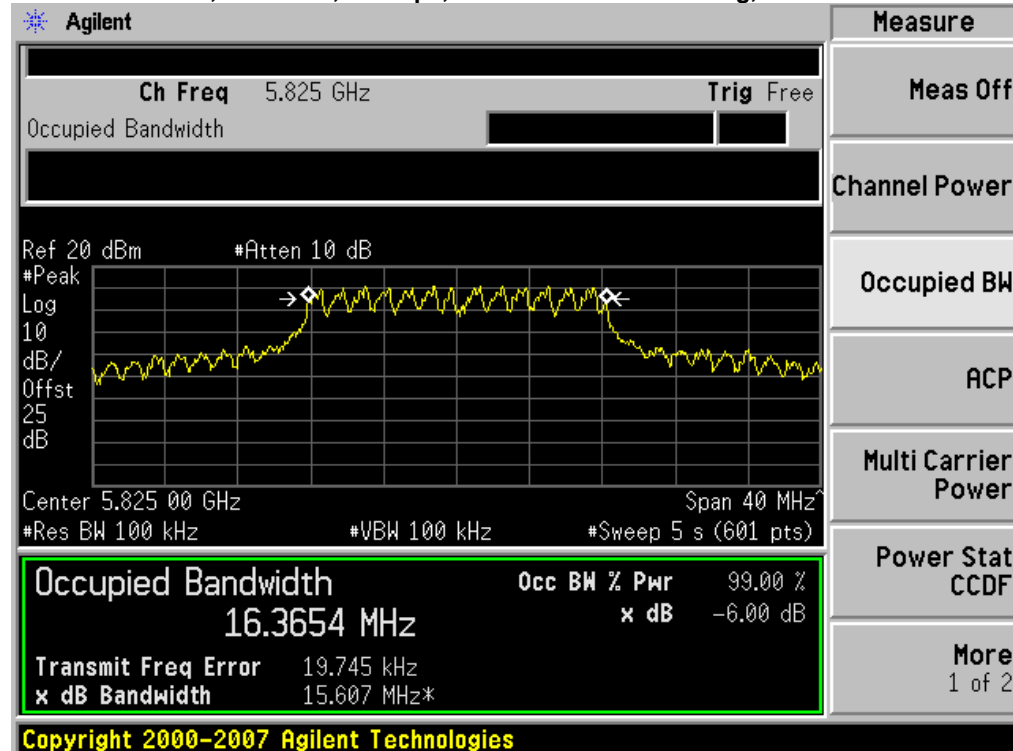 Agilent
Measure
Ch Freq 5.825 GHz Trig Free
Occupied Bandwidth
Meas Off
Channel Power
Occupied BW
ACP
Multi Carrier
Power
Power Stat
CCDF
More
1 of 2
Ref 20 dBm #Atten 10 dB
#Peak
Log
10
dB/
Offst
25
dB
Center 5.825 00 GHz Span 40 MHz^
#Res BW 100 kHz #VBW 100 kHz #Sweep 5 s (601 pts)
Occupied Bandwidth Occ BW % Pwr 99.00 %
16.3654 MHz x dB -6.00 dB
Transmit Freq Error 19.745 kHz
x dB Bandwidth 15.607 MHz*
Copyright 2000-2007 Agilent Technologies